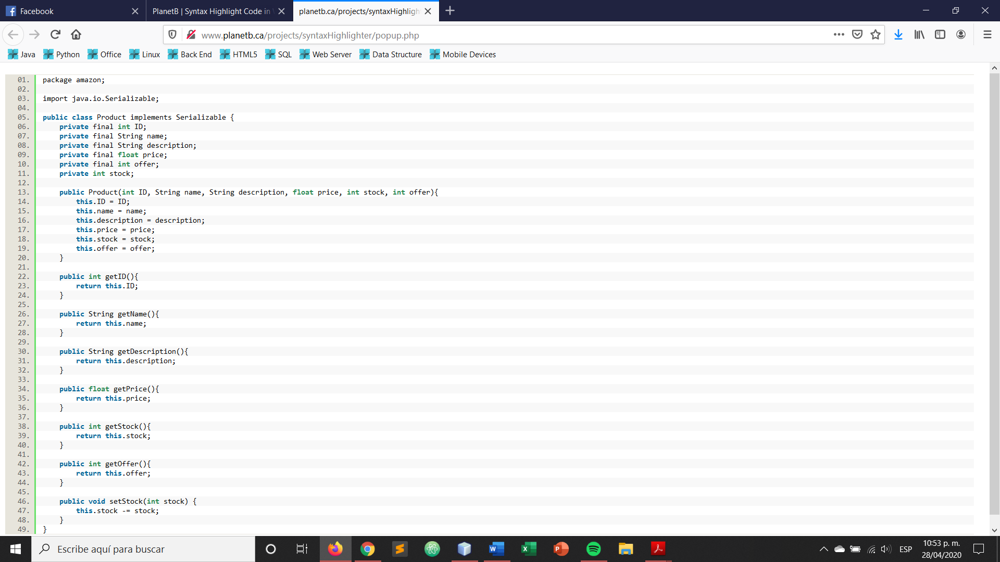 Facebook
PlanetB | Syntax Highlight Code in
planetb.ca/projects/syntaxHighligh
www.planetb.ca/projects/syntaxHighlighter/popup.php
Java Python Office Linux Back End HTML5 SQL Web Server Data Structure Mobile Devices
01. package amazon;
02.
03. import java.io.Serializable;
04.
05. public class Product implements Serializable {
06.     private final int ID;
07.     private final String name;
08.     private final String description;
09.     private final float price;
10.     private final int offer;
11.     private int stock;
12.
13.     public Product(int ID, String name, String description, float price, int stock, int offer){
14.         this.ID = ID;
15.         this.name = name;
16.         this.description = description;
17.         this.price = price;
18.         this.stock = stock;
19.         this.offer = offer;
20.     }
21.
22.     public int getID(){
23.         return this.ID;
24.     }
25.
26.     public String getName(){
27.         return this.name;
28.     }
29.
30.     public String getDescription(){
31.         return this.description;
32.     }
33.
34.     public float getPrice(){
35.         return this.price;
36.     }
37.
38.     public int getStock(){
39.         return this.stock;
40.     }
41.
42.     public int getOffer(){
43.         return this.offer;
44.     }
45.
46.     public void setStock(int stock) {
47.         this.stock -= stock;
48.     }
49. }
Escribe aquí para buscar
ESP
10:53 p. m.
28/04/2020